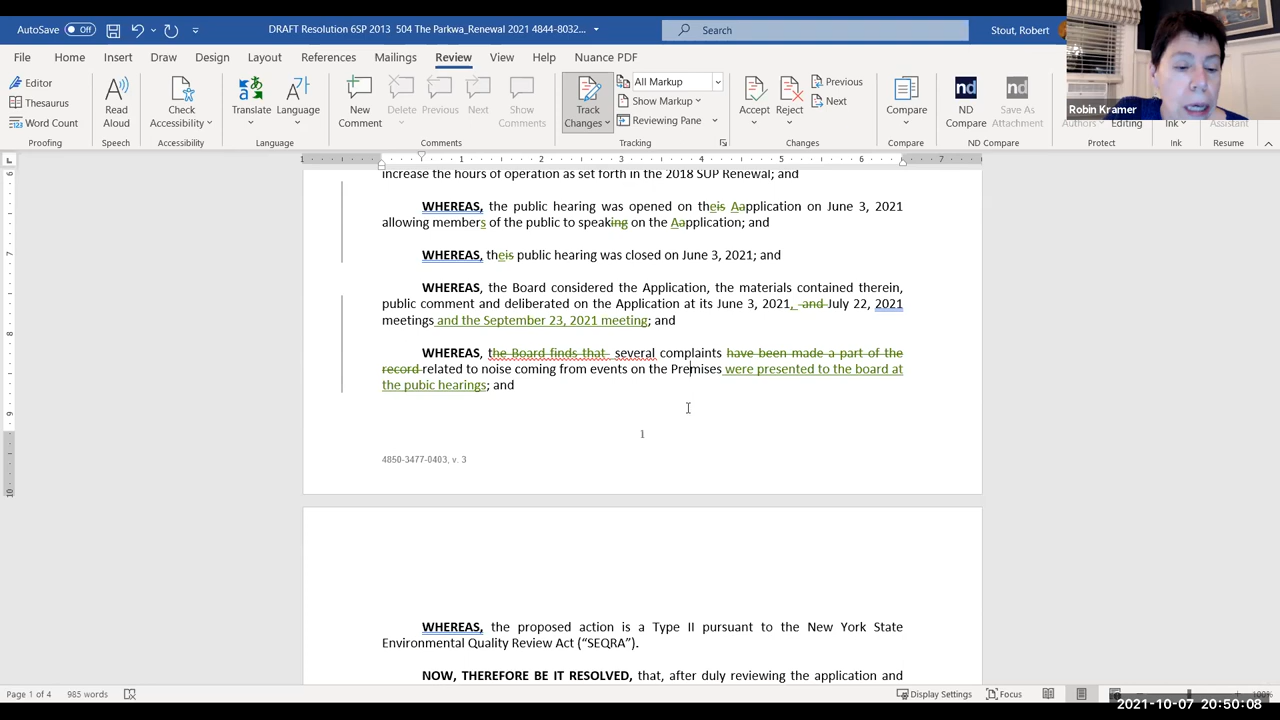 AutoSave Off DRAFT Resolution 6SP 2013 504 The Parkwa_Renewal 2021 4844-8032... Search Stout, Robert
File Home Insert Draw Design Layout References Mailings Review View Help Nuance PDF
Editor
Thesaurus
Word Count
Proofing
Read Aloud
Speech
Check Accessibility
Accessibility
Translate Language
Language
New Comment Delete Previous Next Show Comments
Comments
Track Changes
All Markup
Show Markup
Reviewing Pane
Tracking
Accept Reject
Previous
Next
Changes
Compare
Compare
ND Compare Save As Attachment
ND Compare
Authors Editing
Protect
Ink
Ink
Assistant
Resume
Robin Kramer
1 1 2 3 4 5 6 7
increase the hours of operation as set forth in the 2018 SUP Renewal; and
WHEREAS, the public hearing was opened on theis Aapplication on June 3, 2021
allowing members of the public to speaking on the Aapplication; and
WHEREAS, theis public hearing was closed on June 3, 2021; and
WHEREAS, the Board considered the Application, the materials contained therein,
public comment and deliberated on the Application at its June 3, 2021, and July 22, 2021
meetings and the September 23, 2021 meeting; and
WHEREAS, the Board finds that several complaints have been made a part of the
record related to noise coming from events on the Premises were presented to the board at
the pubic hearings; and
1
4850-3477-0403, v. 3
WHEREAS, the proposed action is a Type II pursuant to the New York State
Environmental Quality Review Act (“SEQRA”).
NOW, THEREFORE BE IT RESOLVED, that, after duly reviewing the application and
Page 1 of 4 985 words Display Settings Focus 100%
2021-10-07 20:50:08